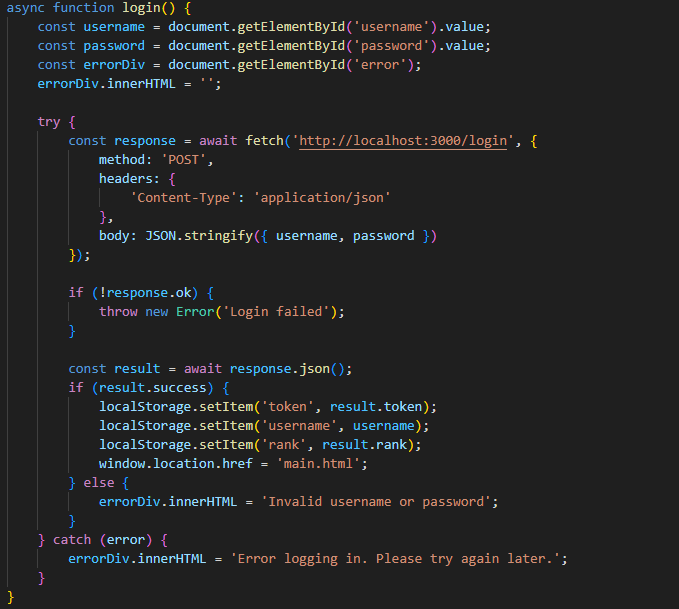 async function login() {
    const username = document.getElementById('username').value;
    const password = document.getElementById('password').value;
    const errorDiv = document.getElementById('error');
    errorDiv.innerHTML = '';

    try {
        const response = await fetch('http://localhost:3000/login', {
            method: 'POST',
            headers: {
                'Content-Type': 'application/json'
            },
            body: JSON.stringify({ username, password })
        });

        if (!response.ok) {
            throw new Error('Login failed');
        }

        const result = await response.json();
        if (result.success) {
            localStorage.setItem('token', result.token);
            localStorage.setItem('username', username);
            localStorage.setItem('rank', result.rank);
            window.location.href = 'main.html';
        } else {
            errorDiv.innerHTML = 'Invalid username or password';
        }
    } catch (error) {
        errorDiv.innerHTML = 'Error logging in. Please try again later.';
    }
}